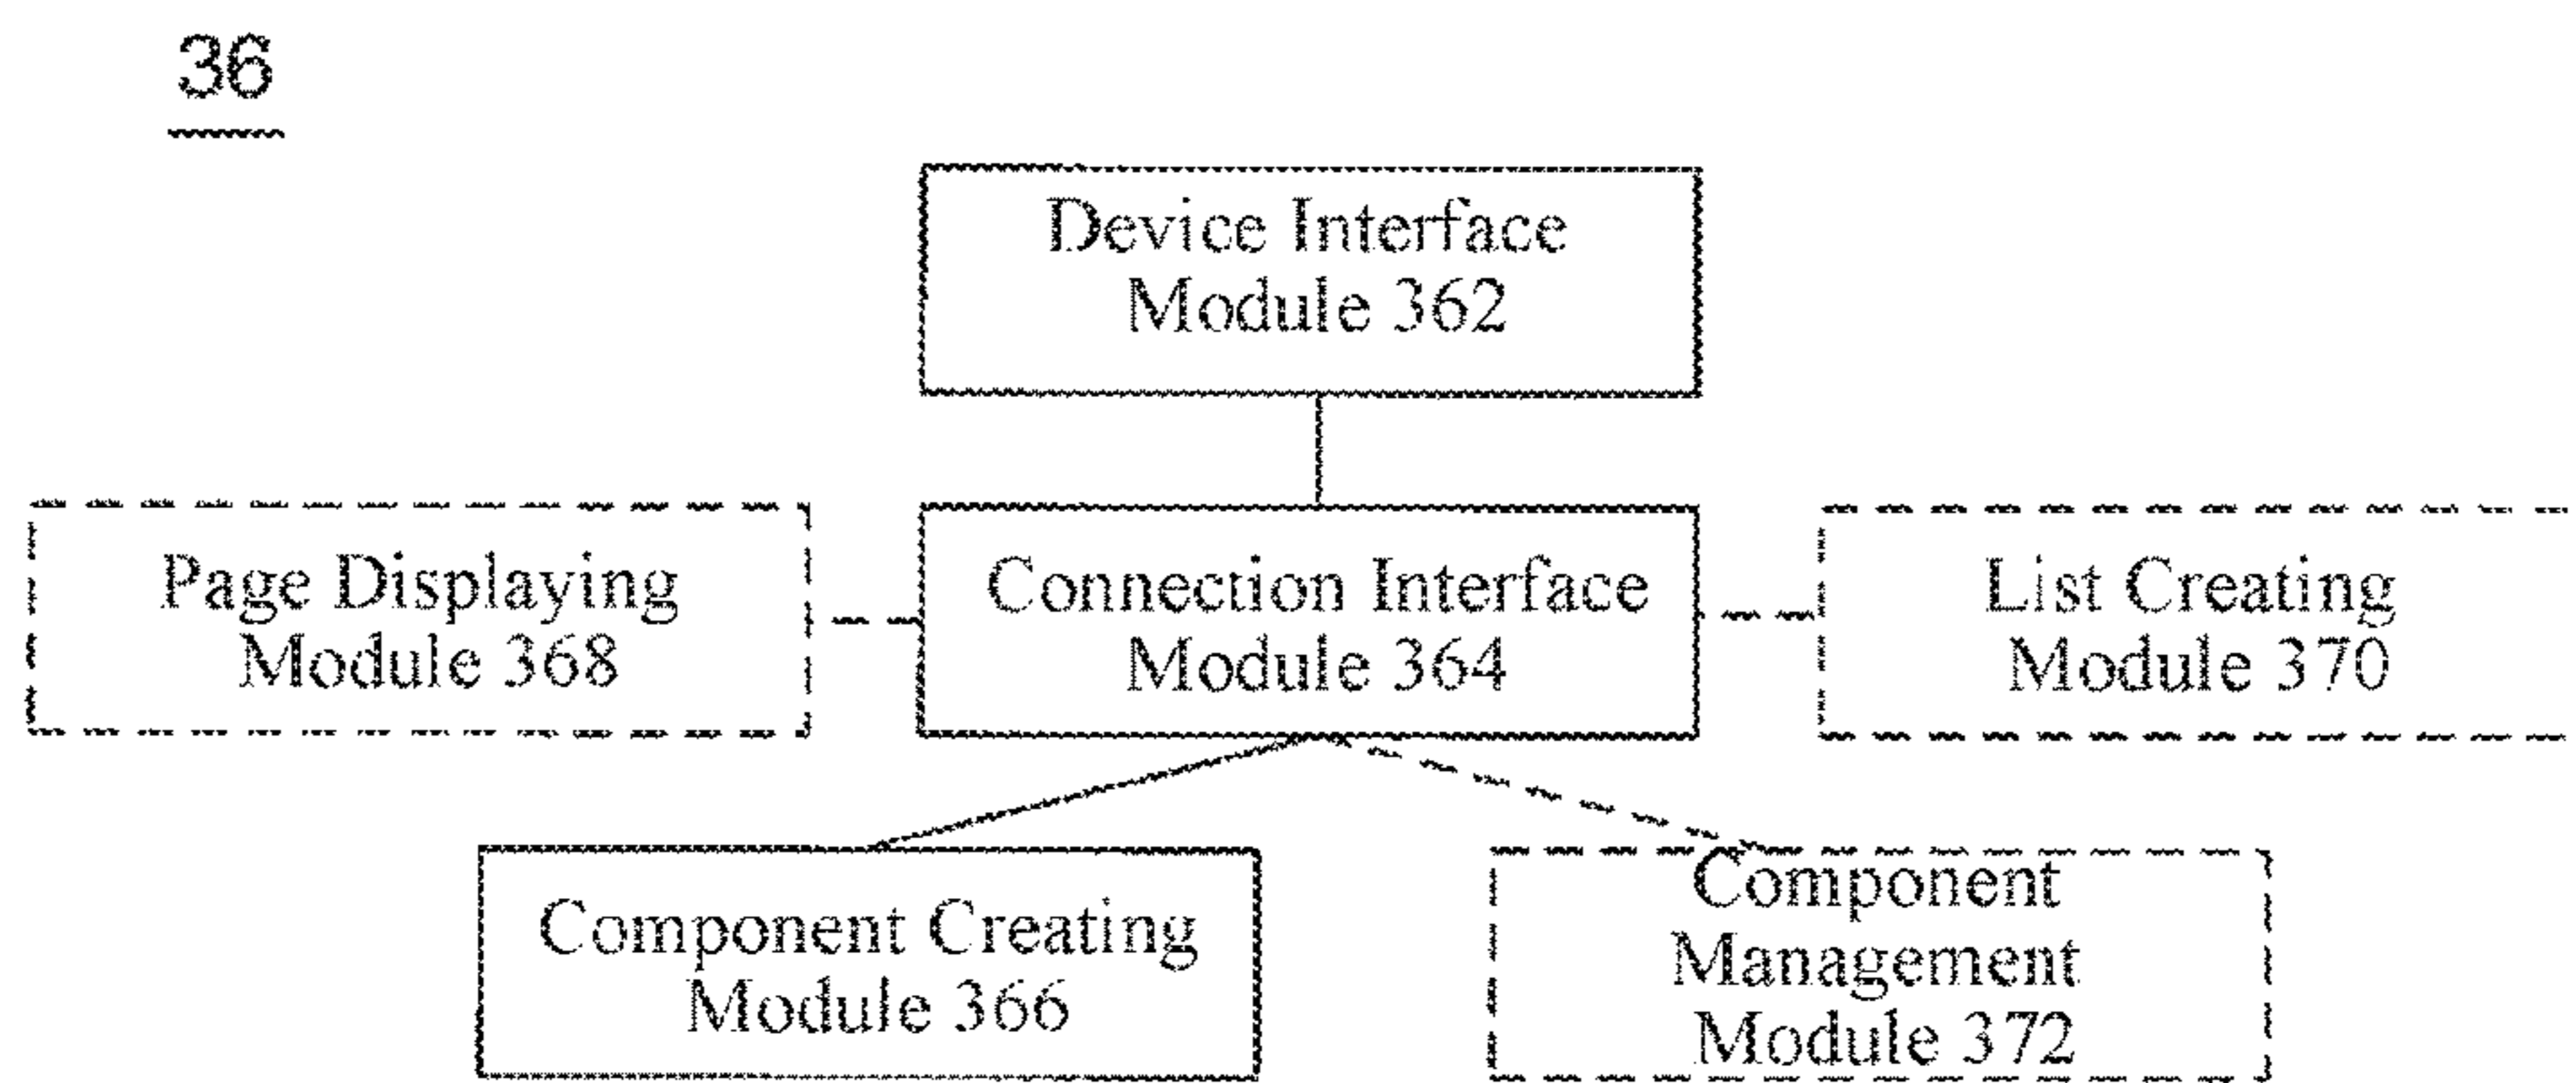 36
Device Interface
Module 362
Page Displaying
Module 368
Connection Interface
Module 364
List Creating
Module 370
Component Creating
Module 366
Component
Management
Module 372